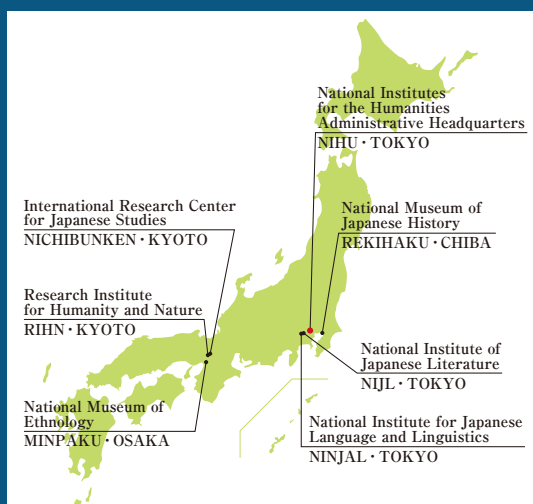 National Institutes
for the Humanities
Administrative Headquarters
NIHU・TOKYO
International Research Center
for Japanese Studies
NICHIBUNKEN・KYOTO
National Museum of
Japanese History
REKIHAKU・CHIBA
Research Institute
for Humanity and Nature
RIHN・KYOTO
National Institute of
Japanese Literature
NIJL・TOKYO
National Museum of
Ethnology
MINPAKU・OSAKA
National Institute for Japanese
Language and Linguistics
NINJAL・TOKYO